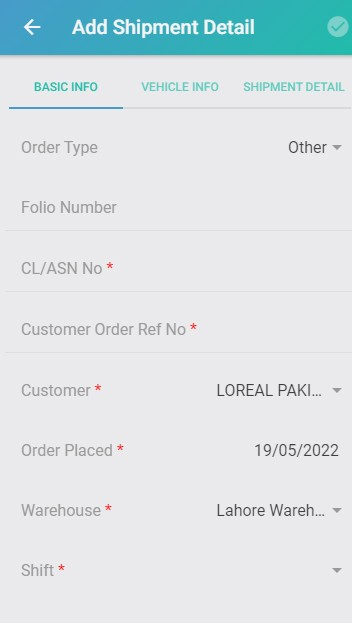 Add Shipment Detail
BASIC INFO VEHICLE INFO SHIPMENT DETAIL
Order Type Other
Folio Number
CL/ASN No *
Customer Order Ref No *
Customer * LOREAL PAKI...
Order Placed * 19/05/2022
Warehouse * Lahore Wareh...
Shift *